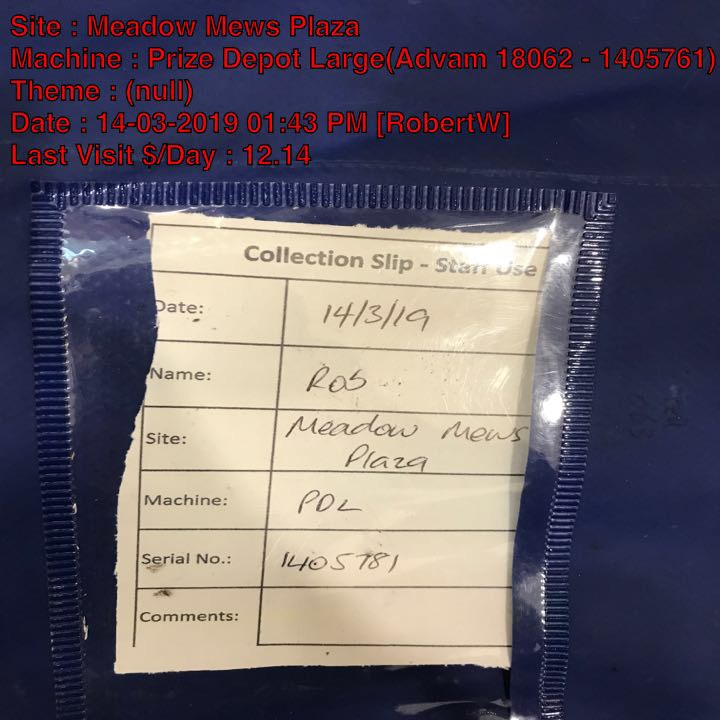 Site : Meadow Mews Plaza
Machine : Prize Depot Large(Advam 18062 - 1405761)
Theme : (null)
Date : 14-03-2019 01:43 PM [RobertW]
Last Visit $/Day : 12.14
Collection Slip - Staff Use
Date: 14/3/19
Name: Rob
Site: Meadow Mews
Plaza
Machine: PDL
Serial No.: 1405781
Comments: